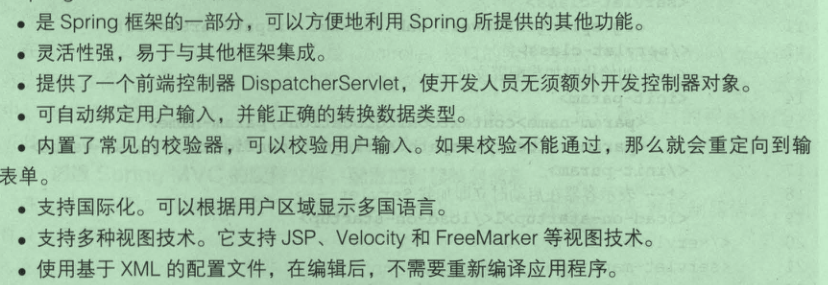 • 是 Spring 框架的一部分，可以方便地利用 Spring 所提供的其他功能。
• 灵活性强，易于与其他框架集成。
• 提供了一个前端控制器 DispatcherServlet，使开发人员无须额外开发控制器对象。
• 可自动绑定用户输入，并能正确的转换数据类型。
• 内置了常见的校验器，可以校验用户输入。如果校验不能通过，那么就会重定向到输
表单。
• 支持国际化。可以根据用户区域显示多国语言。
• 支持多种视图技术。它支持 JSP、Velocity 和 FreeMarker 等视图技术。
• 使用基于 XML 的配置文件，在编辑后，不需要重新编译应用程序。